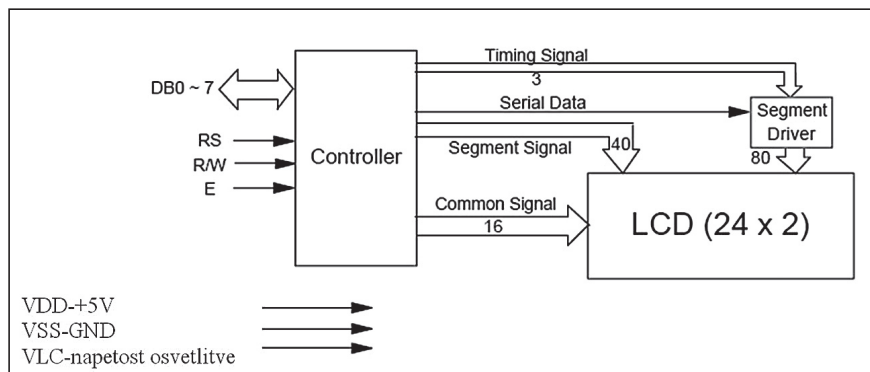 Timing Signal
3
DB0 ~ 7
Serial Data
Segment
Driver
RS
Controller
Segment Signal
40
R/W
80
E
Common Signal
16
LCD (24 x 2)
VDD-+5V
VSS-GND
VLC-napetost osvetlitve